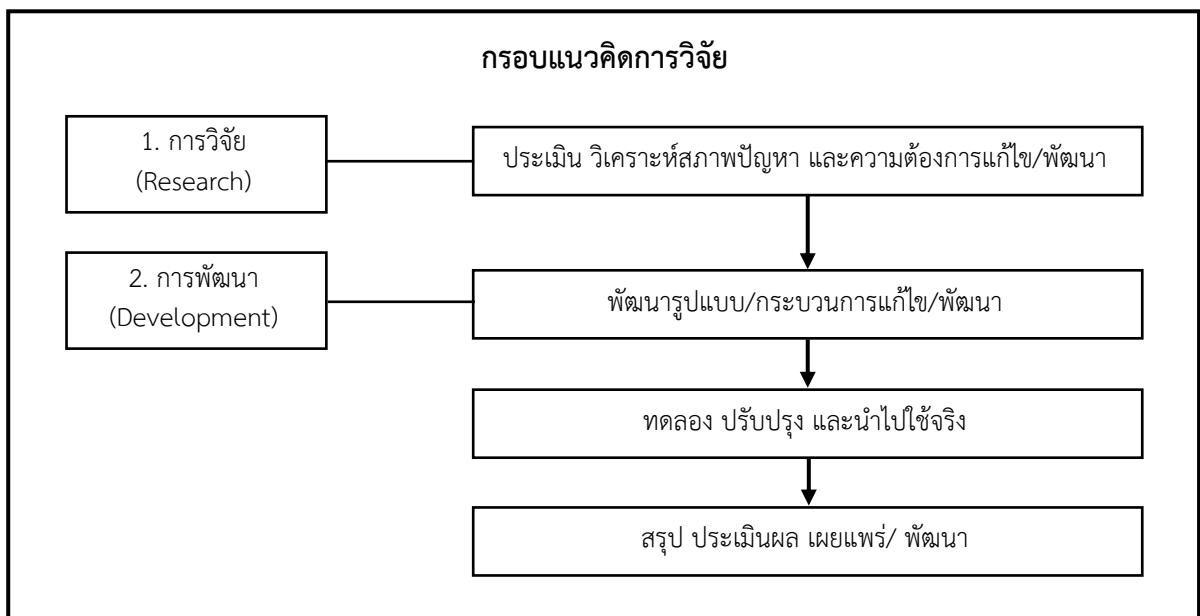 กรอบแนวคิดการวิจัย
1. การวิจัย
(Research)
ประเมิน วิเคราะห์สภาพปัญหา และความต้องการแก้ไข/พัฒนา
2. การพัฒนา
(Development)
พัฒนารูปแบบ/กระบวนการแก้ไข/พัฒนา
ทดลอง ปรับปรุง และนำไปใช้จริง
สรุป ประเมินผล เผยแพร่/ พัฒนา